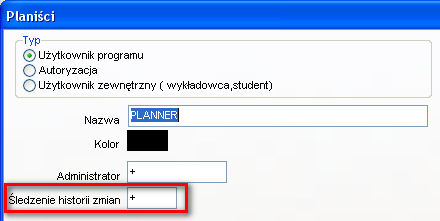 Planiści
Typ
Użytkownik programu
Autoryzacja
Użytkownik zewnętrzny ( wykładowca,student)
Nazwa PLANNER
Kolor
Administrator +
Śledzenie historii zmian +